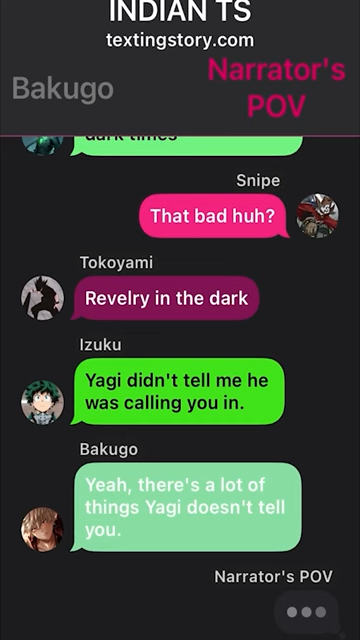 INDIAN TS
textingstory.com
Bakugo
Narrator's
POV
dark times
Snipe
That bad huh?
Tokoyami
Revelry in the dark
Izuku
Yagi didn't tell me he
was calling you in.
Bakugo
Yeah, there's a lot of
things Yagi doesn't tell
you.
Narrator's POV